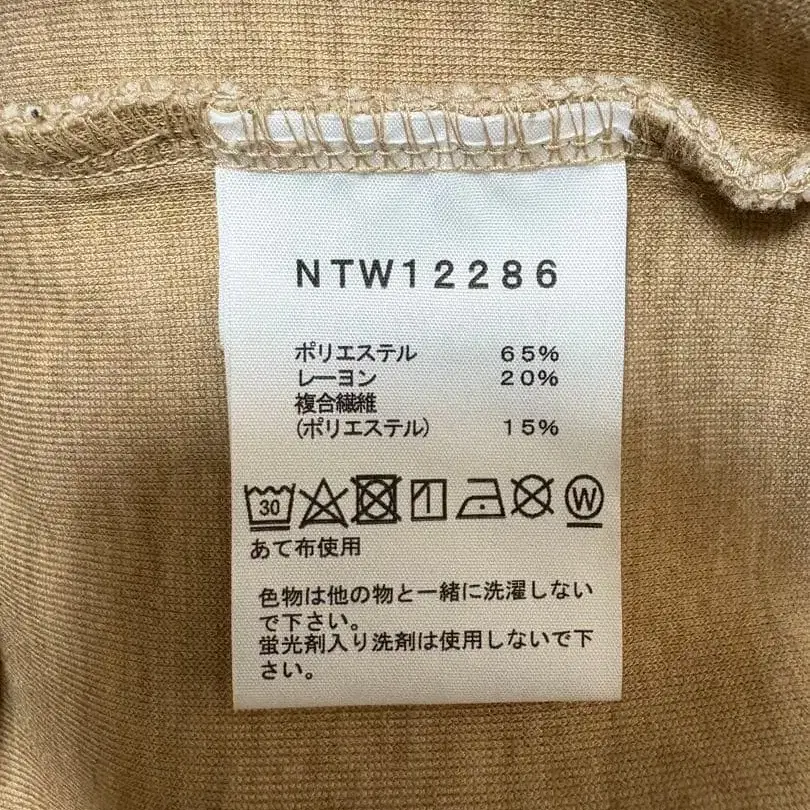 NTW12286
ポリエステル 65%
レーヨン 20%
複合繊維
(ポリエステル) 15%
30 W
あて布使用
色物は他の物と一緒に洗濯しない
で下さい。
蛍光剤入り洗剤は使用しないで下
さい。